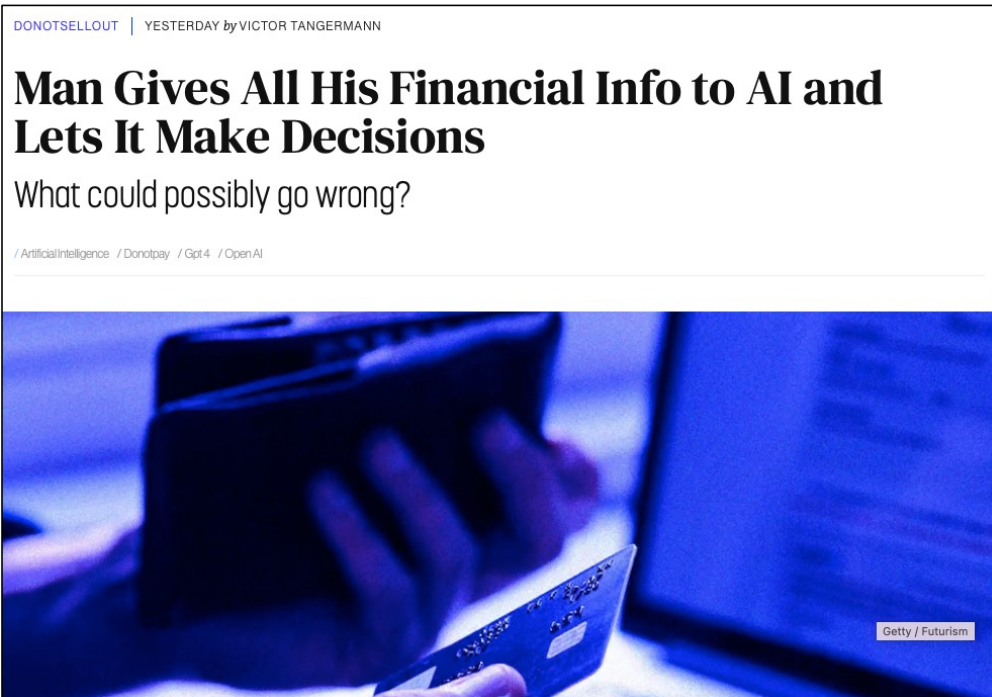 DONOTSELLOUT | YESTERDAY by VICTOR TANGERMANN
Man Gives All His Financial Info to AI and
Lets It Make Decisions
What could possibly go wrong?
/ Artificial Intelligence / Donotpay / Gpt 4 / Open AI
Getty / Futurism